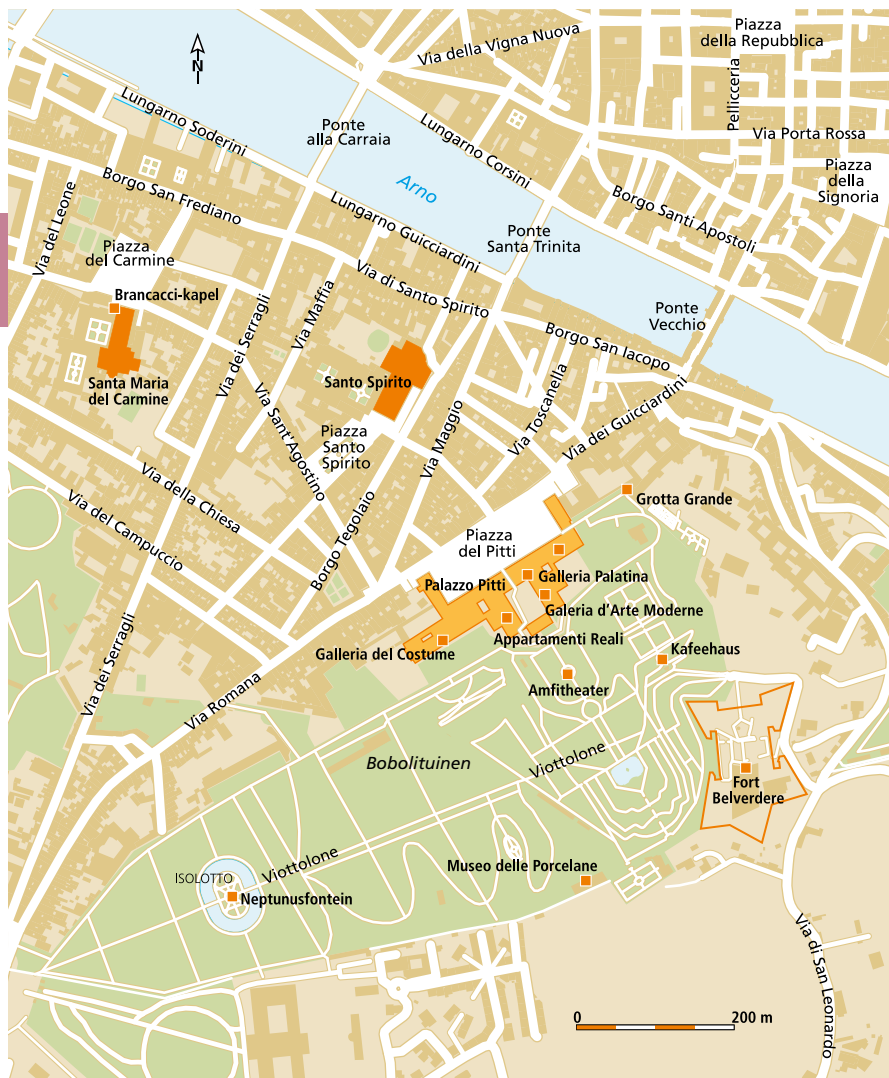 Piazza
della Repubblica
Via della Vigna Nuova
N
Pellicceria
Lungarno Soderini
Ponte
alla Carraia
Lungarno Corsini
Via Porta Rossa
Piazza
della
Signoria
Arno
Borgo San Frediano
Via del Leone
Lungarno Guicciardini
Borgo Santi Apostoli
Ponte
Santa Trinita
Piazza
del Carmine
Via di Santo Spirito
Brancacci-kapel
Via Maffia
Ponte
Vecchio
Via dei Serragli
Borgo San Iacopo
Santa Maria
del Carmine
Santo Spirito
Via Toscanella
Via dei Guicciardini
Via Sant'Agostino
Piazza
Santo
Spirito
Via Maggio
Via della Chiesa
Via del Campuccio
Borgo Tegolaio
Grotta Grande
Piazza
del Pitti
Palazzo Pitti
Galleria Palatina
Galeria d'Arte Moderne
Appartamenti Reali
Galleria del Costume
Kafeehaus
Via dei Serragli
Via Romana
Amfitheater
Bobolituinen
Viottolone
Fort
Belverdere
Viottolone
Museo delle Porcelane
ISOLOTTO
Neptunusfontein
Via di San Leonardo
0 200 m